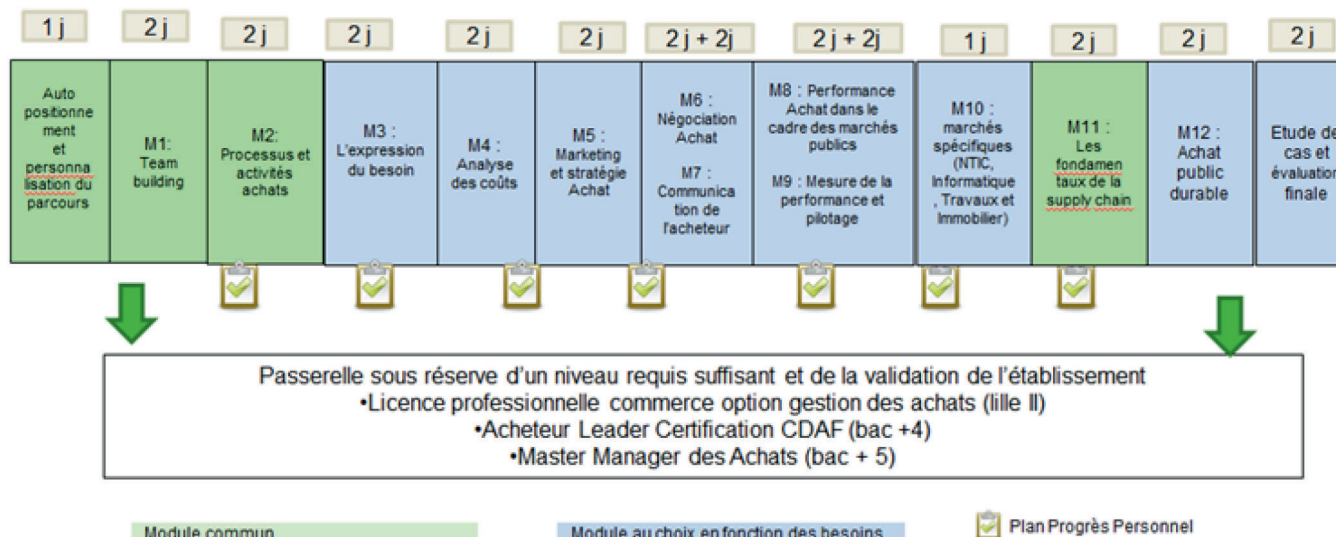 1 j
2 j
2 j
2 j
2 j
2 j
2 j + 2j
2 j + 2j
1 j
2 j
2 j
2 j
Auto
positionne
ment
et
personna
lisation du
parcours
M1:
Team
building
M2:
Processus et
activités
achats
M3 :
L'expression
du besoin
M4 :
Analyse
des coûts
M5 :
Marketing
et stratégie
Achat
M6 :
Négociation
Achat
M7 :
Communica
tion de
l'acheteur
M8 : Performance
Achat dans le
cadre des marchés
publics
M9 : Mesure de la
performance et
pilotage
M10 :
marchés
spécifiques
(NTIC,
Informatique
, Travaux et
Immobilier)
M11 :
Les
fondamen
taux de la
supply chain
M12 :
Achat
public
durable
Etude de
cas et
évaluation
finale
Passerelle sous réserve d'un niveau requis suffisant et de la validation de l'établissement
•Licence professionnelle commerce option gestion des achats (lille II)
•Acheteur Leader Certification CDAF (bac +4)
•Master Manager des Achats (bac + 5)
Module commun
Module au choix en fonction des besoins
Plan Progrès Personnel